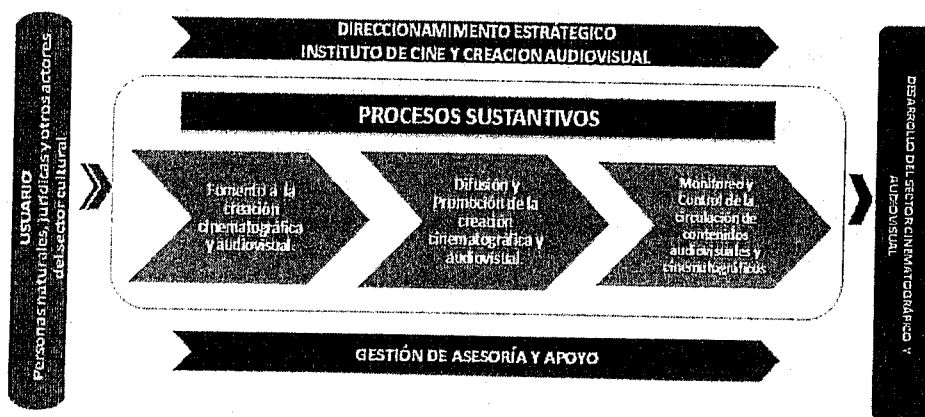 DIRECCIONAMIMENTO ESTRATÉGICO
INSTITUTO DE CINE Y CREACION AUDIOVISUAL
USUARIO
Personas naturales, jurídicas y otros actores
del sector cultural
PROCESOS SUSTANTIVOS
Fomento a la
creación
cinematográfica
y audiovisual.
Difusión y
Promoción de la
creación
cinematográfica y
audiovisual
Monitoreo y
Control de la
circulación de
contenidos
audiovisuales y
cinematográficos
GESTIÓN DE ASESORÍA Y APOYO
DESARROLLO DEL SECTOR CINEMATOGRÁFICO Y
AUDIOVISUAL